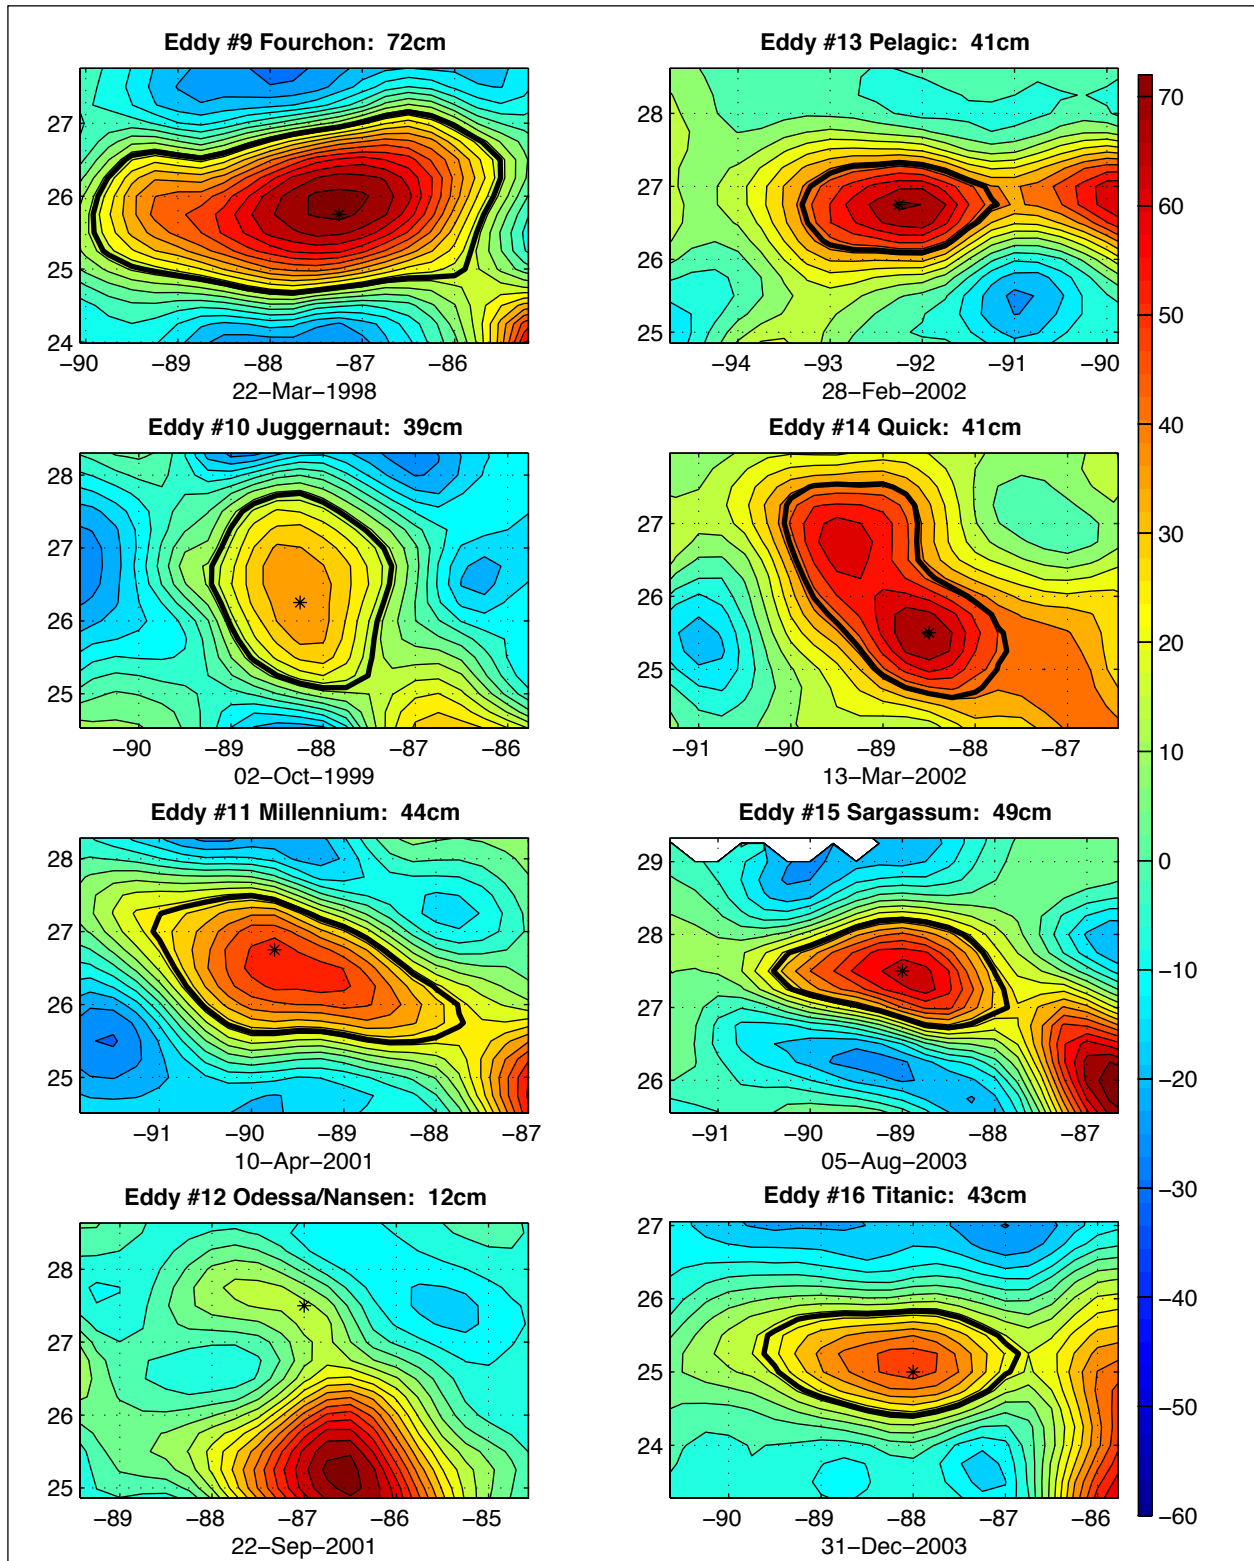 Eddy #9 Fourchon:  72cm
27
26
25
24
−90 −89 −88 −87 −86
22−Mar−1998
Eddy #13 Pelagic:  41cm
28
27
26
25
−94 −93 −92 −91 −90
28−Feb−2002
Eddy #10 Juggernaut:  39cm
28
27
26
25
−90 −89 −88 −87 −86
02−Oct−1999
Eddy #14 Quick:  41cm
27
26
25
−91 −90 −89 −88 −87
13−Mar−2002
Eddy #11 Millennium:  44cm
28
27
26
25
−91 −90 −89 −88 −87
10−Apr−2001
Eddy #15 Sargassum:  49cm
29
28
27
26
−91 −90 −89 −88 −87
05−Aug−2003
Eddy #12 Odessa/Nansen:  12cm
28
27
26
25
−89 −88 −87 −86 −85
22−Sep−2001
Eddy #16 Titanic:  43cm
27
26
25
24
−90 −89 −88 −87 −86
31−Dec−2003
70
60
50
40
30
20
10
0
−10
−20
−30
−40
−50
−60